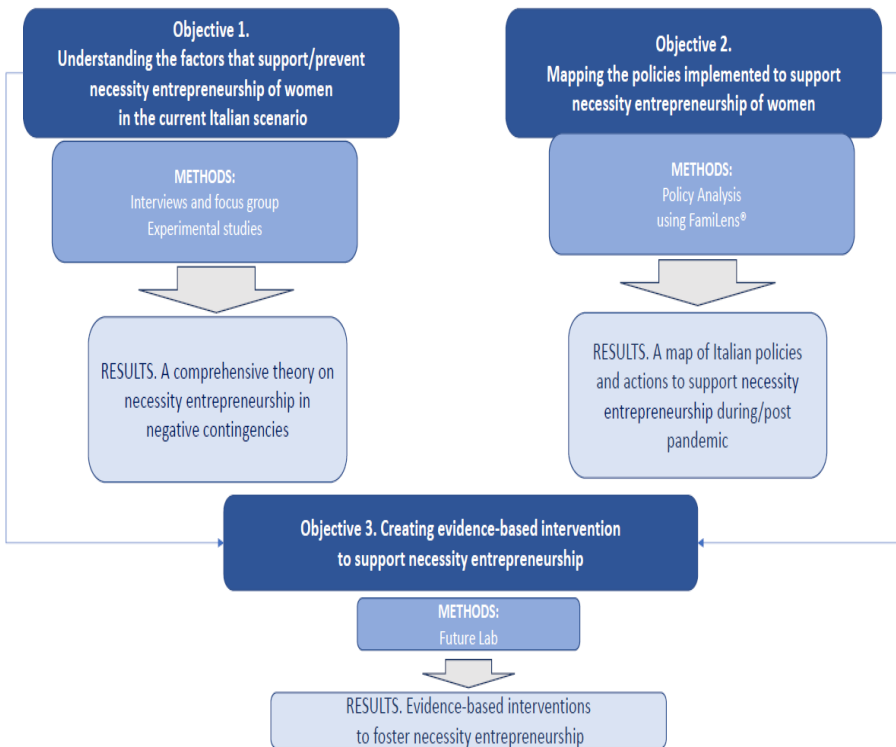 Objective 1.
Understanding the factors that support/prevent
necessity entrepreneurship of women
in the current Italian scenario
METHODS:
Interviews and focus group
Experimental studies
RESULTS. A comprehensive theory on
necessity entrepreneurship in
negative contingencies
Objective 2.
Mapping the policies implemented to support
necessity entrepreneurship of women
METHODS:
Policy Analysis
using FamiLens®
RESULTS. A map of Italian policies
and actions to support necessity
entrepreneurship during/post
pandemic
Objective 3. Creating evidence-based intervention
to support necessity entrepreneurship
METHODS:
Future Lab
RESULTS. Evidence-based interventions
to foster necessity entrepreneurship